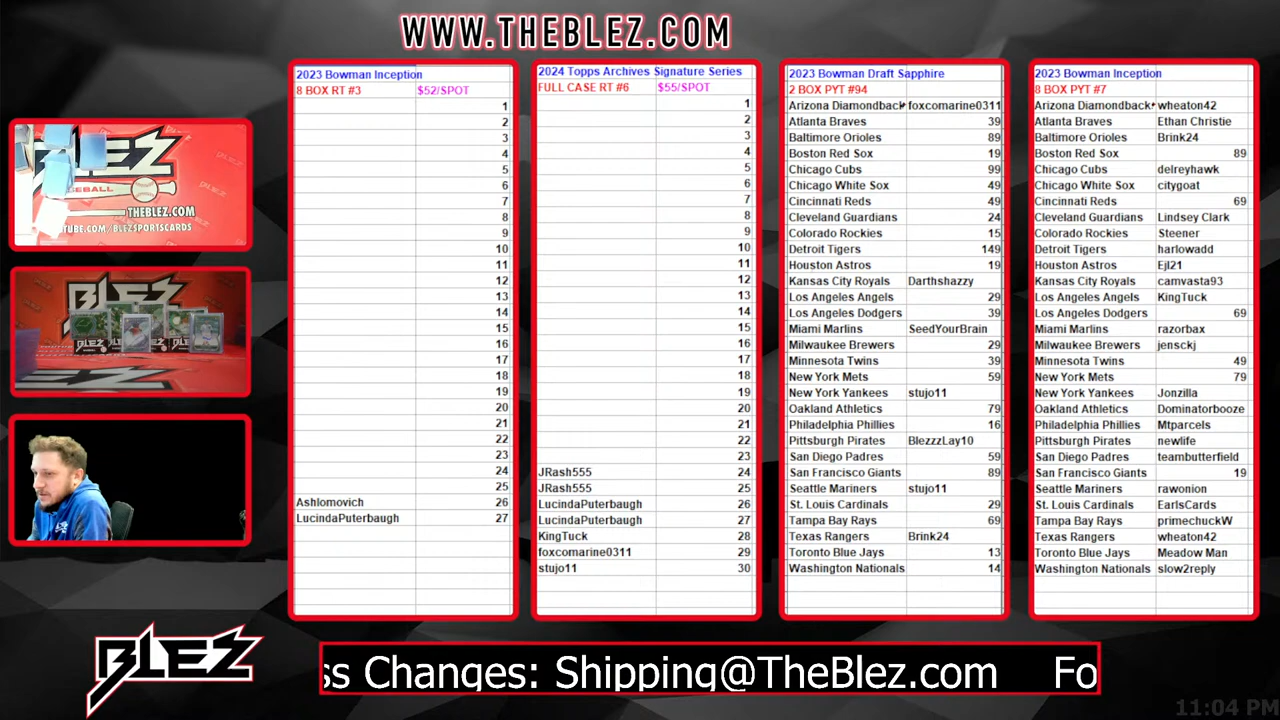 WWW.THEBLEZ.COM
BLEZ
BASEBALL
THEBLEZ.COM
TUBE.COM/BLEZSPORTSCARDS
BLEZ
BLEZ
2023 Bowman Inception
8 BOX RT #3 $52/SPOT
1
2
3
4
5
6
7
8
9
10
11
12
13
14
15
16
17
18
19
20
21
22
23
24
25
Ashlomovich 26
LucindaPuterbaugh 27
2024 Topps Archives Signature Series
FULL CASE RT #6 $55/SPOT
1
2
3
4
5
6
7
8
9
10
11
12
13
14
15
16
17
18
19
20
21
22
23
JRash555 24
JRash555 25
LucindaPuterbaugh 26
LucindaPuterbaugh 27
KingTuck 28
foxcomarine0311 29
stujo11 30
2023 Bowman Draft Sapphire
2 BOX PYT #94
Arizona Diamondback foxcomarine0311
Atlanta Braves 39
Baltimore Orioles 89
Boston Red Sox 19
Chicago Cubs 99
Chicago White Sox 49
Cincinnati Reds 49
Cleveland Guardians 24
Colorado Rockies 15
Detroit Tigers 149
Houston Astros 19
Kansas City Royals Darthshazzy
Los Angeles Angels 29
Los Angeles Dodgers 39
Miami Marlins SeedYourBrain
Milwaukee Brewers 29
Minnesota Twins 39
New York Mets 59
New York Yankees stujo11
Oakland Athletics 79
Philadelphia Phillies 16
Pittsburgh Pirates BlezzzLay10
San Diego Padres 59
San Francisco Giants 89
Seattle Mariners stujo11
St. Louis Cardinals 29
Tampa Bay Rays 69
Texas Rangers Brink24
Toronto Blue Jays 13
Washington Nationals 14
2023 Bowman Inception
8 BOX PYT #7
Arizona Diamondback wheaton42
Atlanta Braves Ethan Christie
Baltimore Orioles Brink24
Boston Red Sox 89
Chicago Cubs delreyhawk
Chicago White Sox citygoat
Cincinnati Reds 69
Cleveland Guardians Lindsey Clark
Colorado Rockies Steener
Detroit Tigers harlowadd
Houston Astros Ejl21
Kansas City Royals camvasta93
Los Angeles Angels KingTuck
Los Angeles Dodgers 69
Miami Marlins razorbax
Milwaukee Brewers jensckj
Minnesota Twins 49
New York Mets 79
New York Yankees Jonzilla
Oakland Athletics Dominatorbooze
Philadelphia Phillies Mtparcels
Pittsburgh Pirates newlife
San Diego Padres teambutterfield
San Francisco Giants 19
Seattle Mariners rawonion
St. Louis Cardinals EarlsCards
Tampa Bay Rays primechuckW
Texas Rangers wheaton42
Toronto Blue Jays Meadow Man
Washington Nationals slow2reply
BLEZ
ss Changes: Shipping@TheBlez.com Fo
11:04 PM